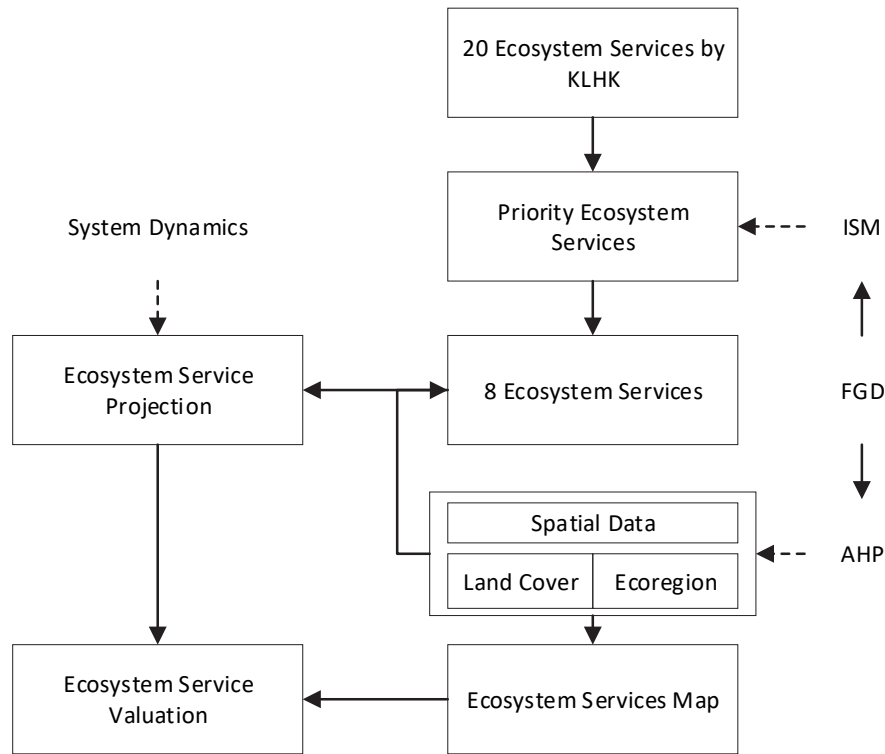 20 Ecosystem Services by
KLHK
System Dynamics
Priority Ecosystem
Services
ISM
Ecosystem Service
Projection
8 Ecosystem Services
FGD
Spatial Data
Land Cover
Ecoregion
AHP
Ecosystem Service
Valuation
Ecosystem Services Map